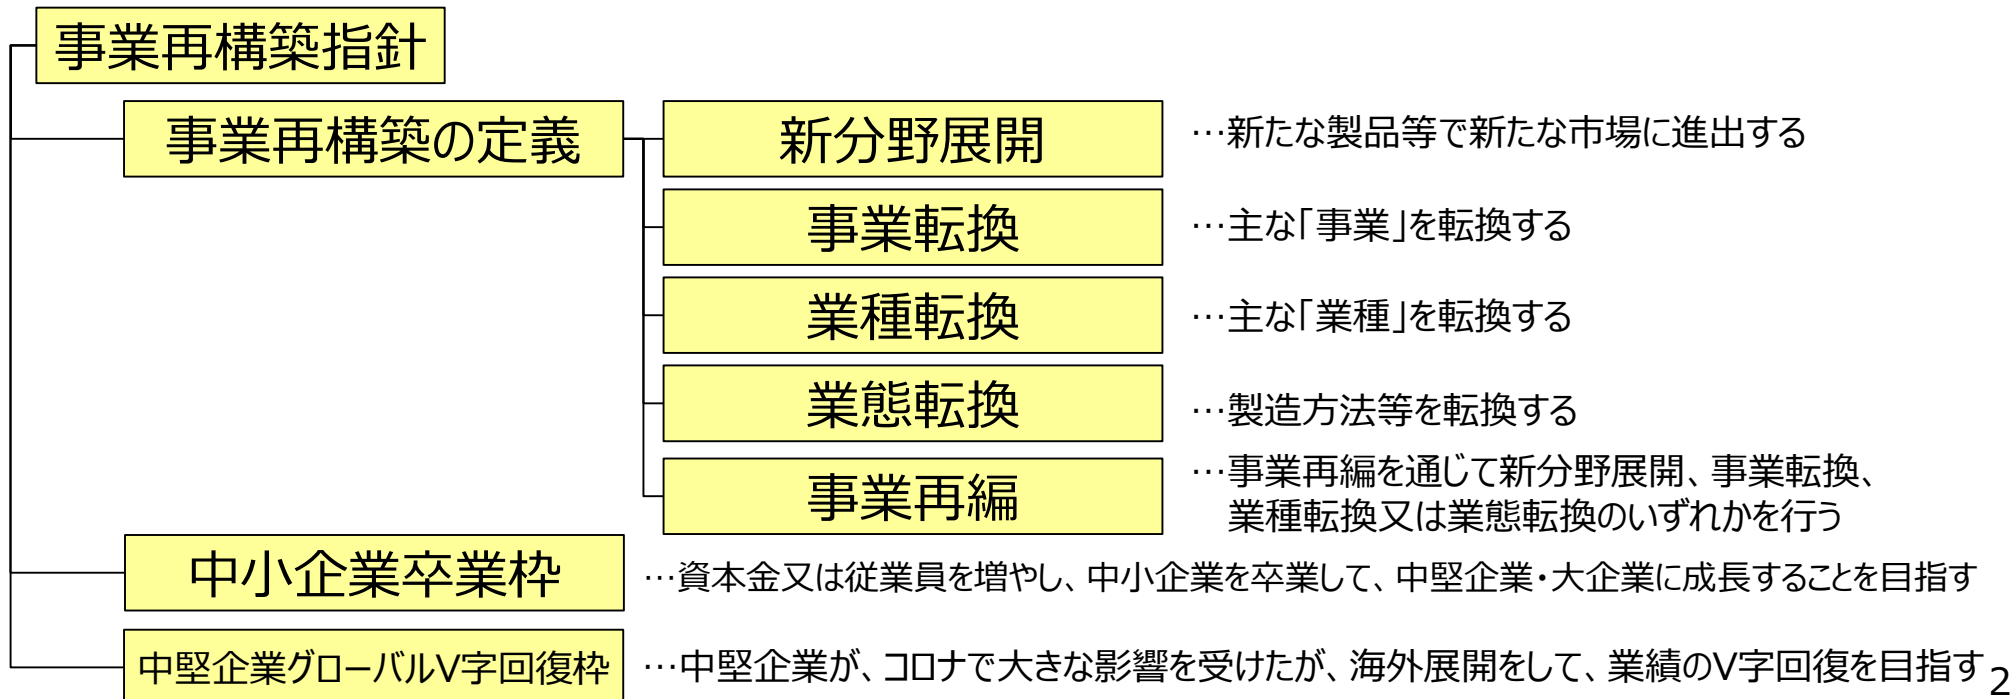 事業再構築指針
事業再構築の定義
新分野展開
…新たな製品等で新たな市場に進出する
事業転換
…主な「事業」を転換する
業種転換
…主な「業種」を転換する
業態転換
…製造方法等を転換する
事業再編
…事業再編を通じて新分野展開、事業転換、
業種転換又は業態転換のいずれかを行う
中小企業卒業枠
…資本金又は従業員を増やし、中小企業を卒業して、中堅企業・大企業に成長することを目指す
中堅企業グローバルV字回復枠
…中堅企業が、コロナで大きな影響を受けたが、海外展開をして、業績のV字回復を目指す
2